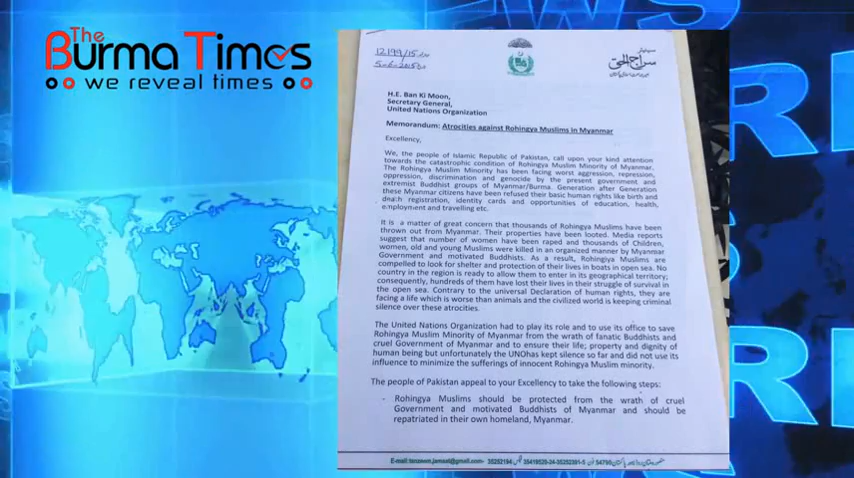 The
Burma Times
we reveal times
سراج الحق
H.E. Ban Ki Moon,
Secretary General,
United Nations Organization
Memorandum: Atrocities against Rohingya Muslims in Myanmar
Excellency,
We, the people of Islamic Republic of Pakistan, call upon your kind attention
towards the catastrophic condition of Rohingya Muslim Minority of Myanmar.
The Rohingya Muslim Minority has been facing worst aggression, repression,
oppression, discrimination and genocide by the present government and
extremist Buddhist groups of Myanmar/Burma. Generation after Generation
these Myanmar citizens have been refused their basic human rights like birth and
death registration, identity cards and opportunities of education, health,
employment and travelling etc.
It is a matter of great concern that thousands of Rohingya Muslims have been
thrown out from Myanmar. Their properties have been looted. Media reports
suggest that number of women have been raped and thousands of Children,
women, old and young Muslims were killed in an organized manner by Myanmar
Government and motivated Buddhists. As a result, Rohingiya Muslims are
compelled to look for shelter and protection of their lives in boats in open sea. No
country in the region is ready to allow them to enter in its geographical territory;
consequently, hundreds of them have lost their lives in their struggle of survival in
the open sea. Contrary to the universal Declaration of human rights, they are
facing a life which is worse than animals and the civilized world is keeping criminal
silence over these atrocities.
The United Nations Organization had to play its role and to use its office to save
Rohingya Muslim Minority of Myanmar from the wrath of fanatic Buddhists and
cruel Government of Myanmar and to ensure their life; property and dignity of
human being but unfortunately the UNOhas kept silence so far and did not use its
influence to minimize the sufferings of innocent Rohingya Muslim minority.
The people of Pakistan appeal to your Excellency to take the following steps:
- Rohingya Muslims should be protected from the wrath of cruel
Government and motivated Buddhists of Myanmar and should be
repatriated in their own homeland, Myanmar.